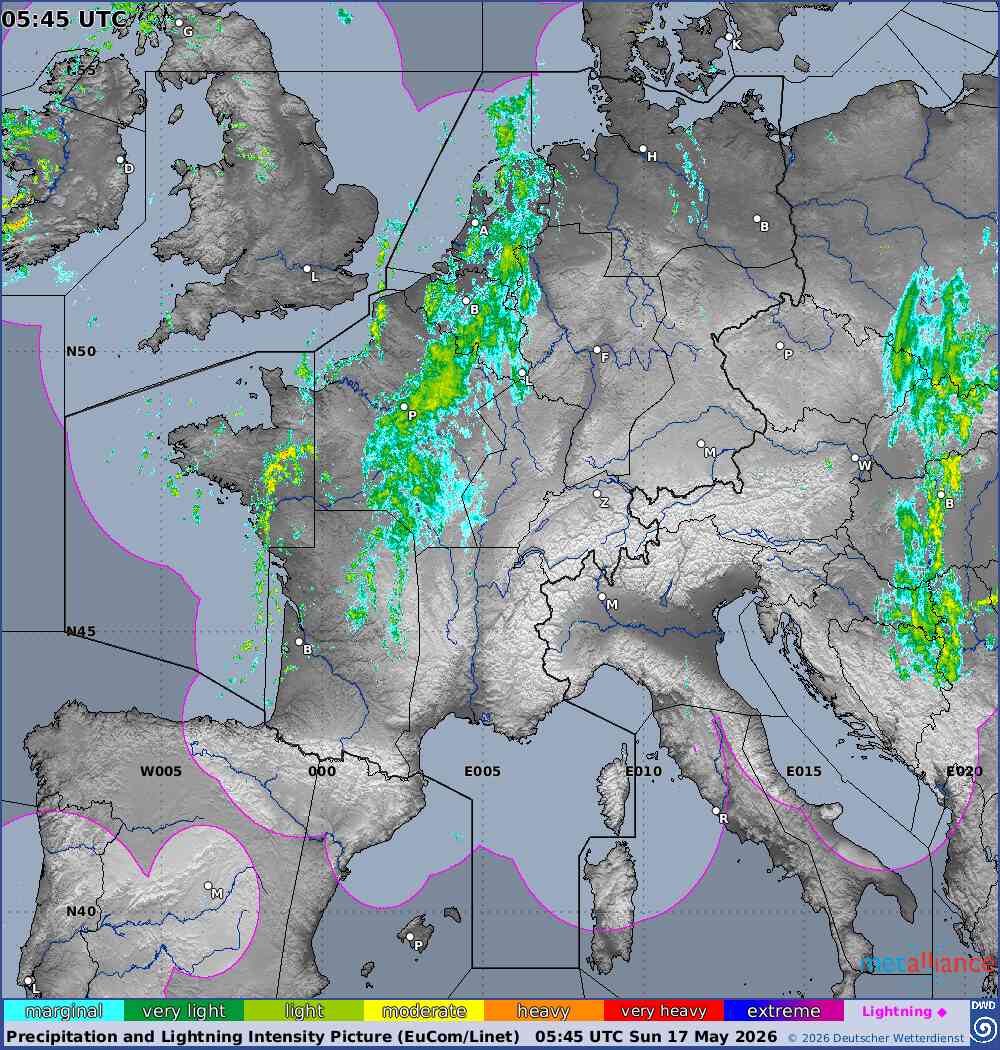 05:45 UTC
G
K
N55
D
H
A
B
L
B
N50
P
F
L
P
M
W
Z
B
M
N45
B
W005
000
E005
E010
E015
E020
R
M
N40
P
metalliance
L
marginal
very light
light
moderate
heavy
very heavy
extreme
Lightning ◆
DWD
Precipitation and Lightning Intensity Picture (EuCom/Linet) 05:45 UTC Sun 17 May 2026 © 2026 Deutscher Wetterdienst